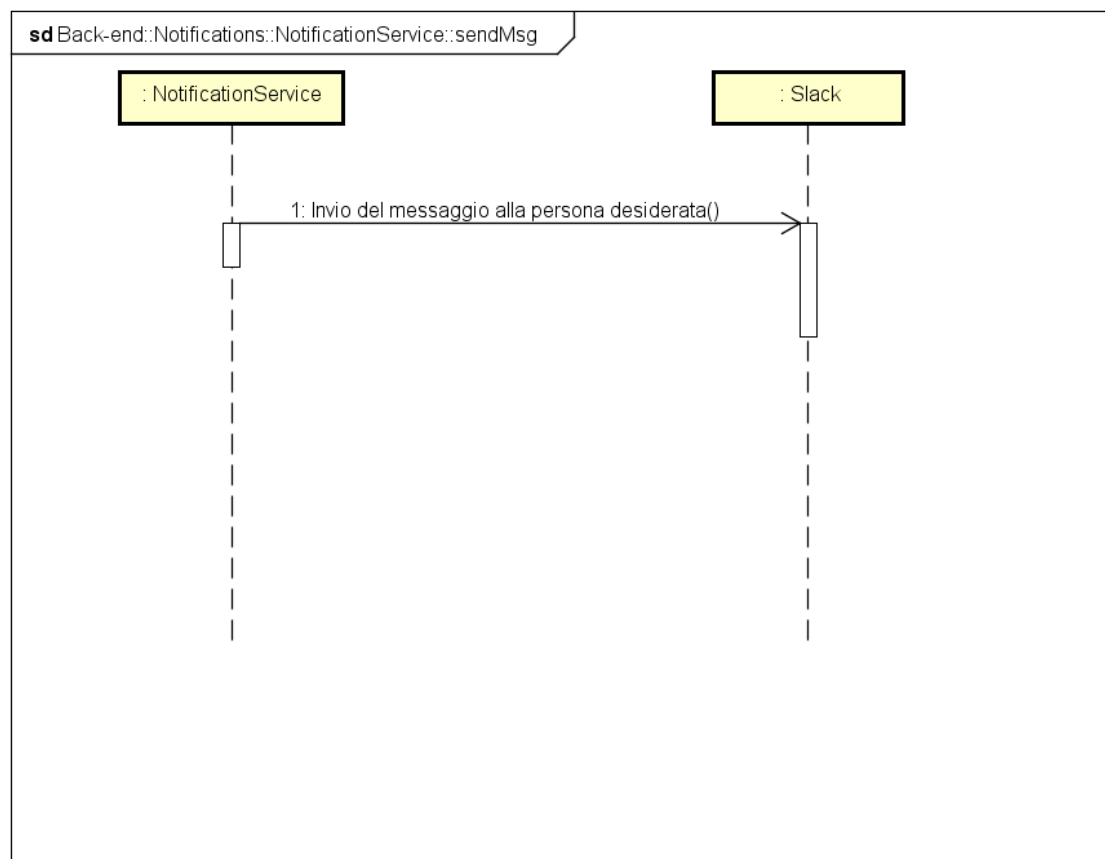 sd Back-end::Notifications::NotificationService::sendMsg
: NotificationService
: Slack
1: Invio del messaggio alla persona desiderata()